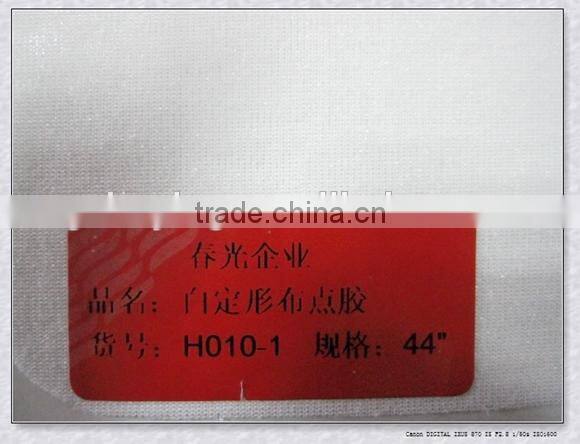 trade.china.cn
春光企业
品名：白定形布点胶
货号：H010-1 规格：44"
Canon DIGITAL IXUS 870 IS F2.8 1/60s ISO1600